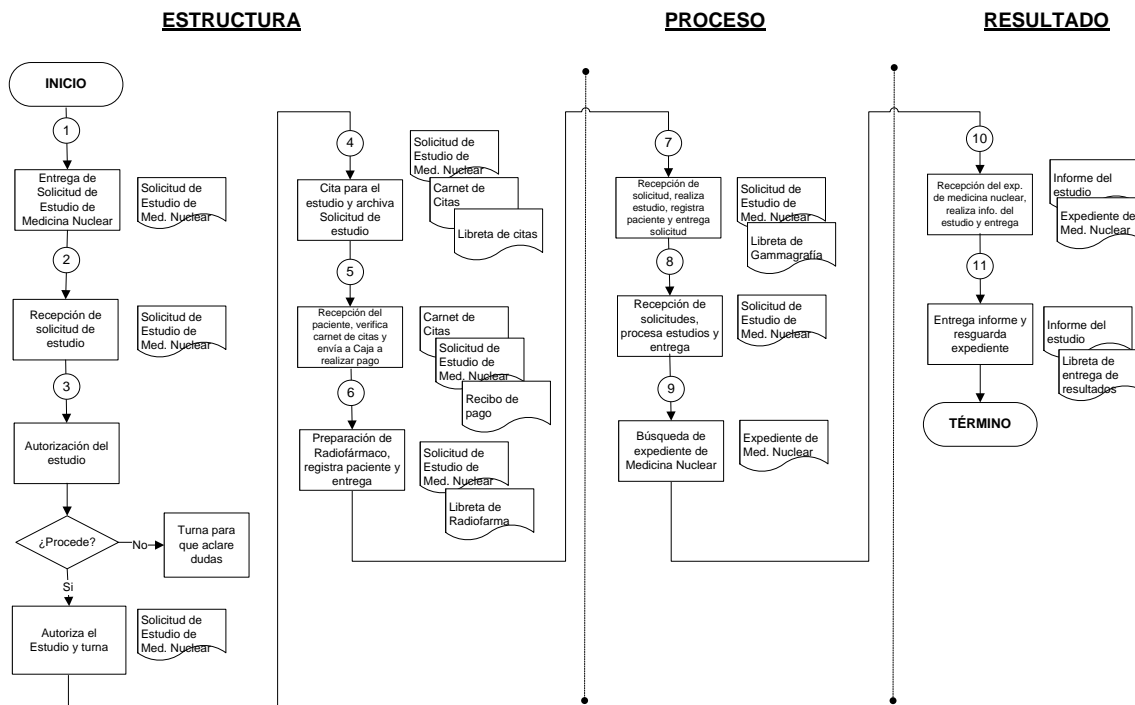 ESTRUCTURA
PROCESO
RESULTADO
INICIO
1
Entrega de
Solicitud de
Estudio de
Medicina Nuclear
Solicitud de
Estudio de
Med. Nuclear
2
Recepción de
solicitud de
estudio
Solicitud de
Estudio de
Med. Nuclear
3
Autorización del
estudio
¿Procede?
No
Turna para
que aclare
dudas
Si
Autoriza el
Estudio y turna
Solicitud de
Estudio de
Med. Nuclear
4
Cita para el
estudio y archiva
Solicitud de
estudio
Solicitud de
Estudio de
Med. Nuclear
Carnet de
Citas
Libreta de citas
5
Recepción del
paciente, verifica
carnet de citas y
envía a Caja a
realizar pago
Carnet de
Citas
Solicitud de
Estudio de
Med. Nuclear
Recibo de
pago
6
Preparación de
Radiofármaco,
registra paciente y
entrega
Solicitud de
Estudio de
Med. Nuclear
Libreta de
Radiofarma
7
Recepción de
solicitud, realiza
estudio, registra
paciente y entrega
solicitud
Solicitud de
Estudio de
Med. Nuclear
Libreta de
Gammagrafía
8
Recepción de
solicitudes,
procesa estudios y
entrega
Solicitud de
Estudio de
Med. Nuclear
9
Búsqueda de
expediente de
Medicina Nuclear
Expediente de
Med. Nuclear
10
Recepción del exp.
de medicina nuclear,
realiza info. del
estudio y entrega
Informe del
estudio
Expediente de
Med. Nuclear
11
Entrega informe y
resguarda
expediente
Informe del
estudio
Libreta de
entrega de
resultados
TÉRMINO